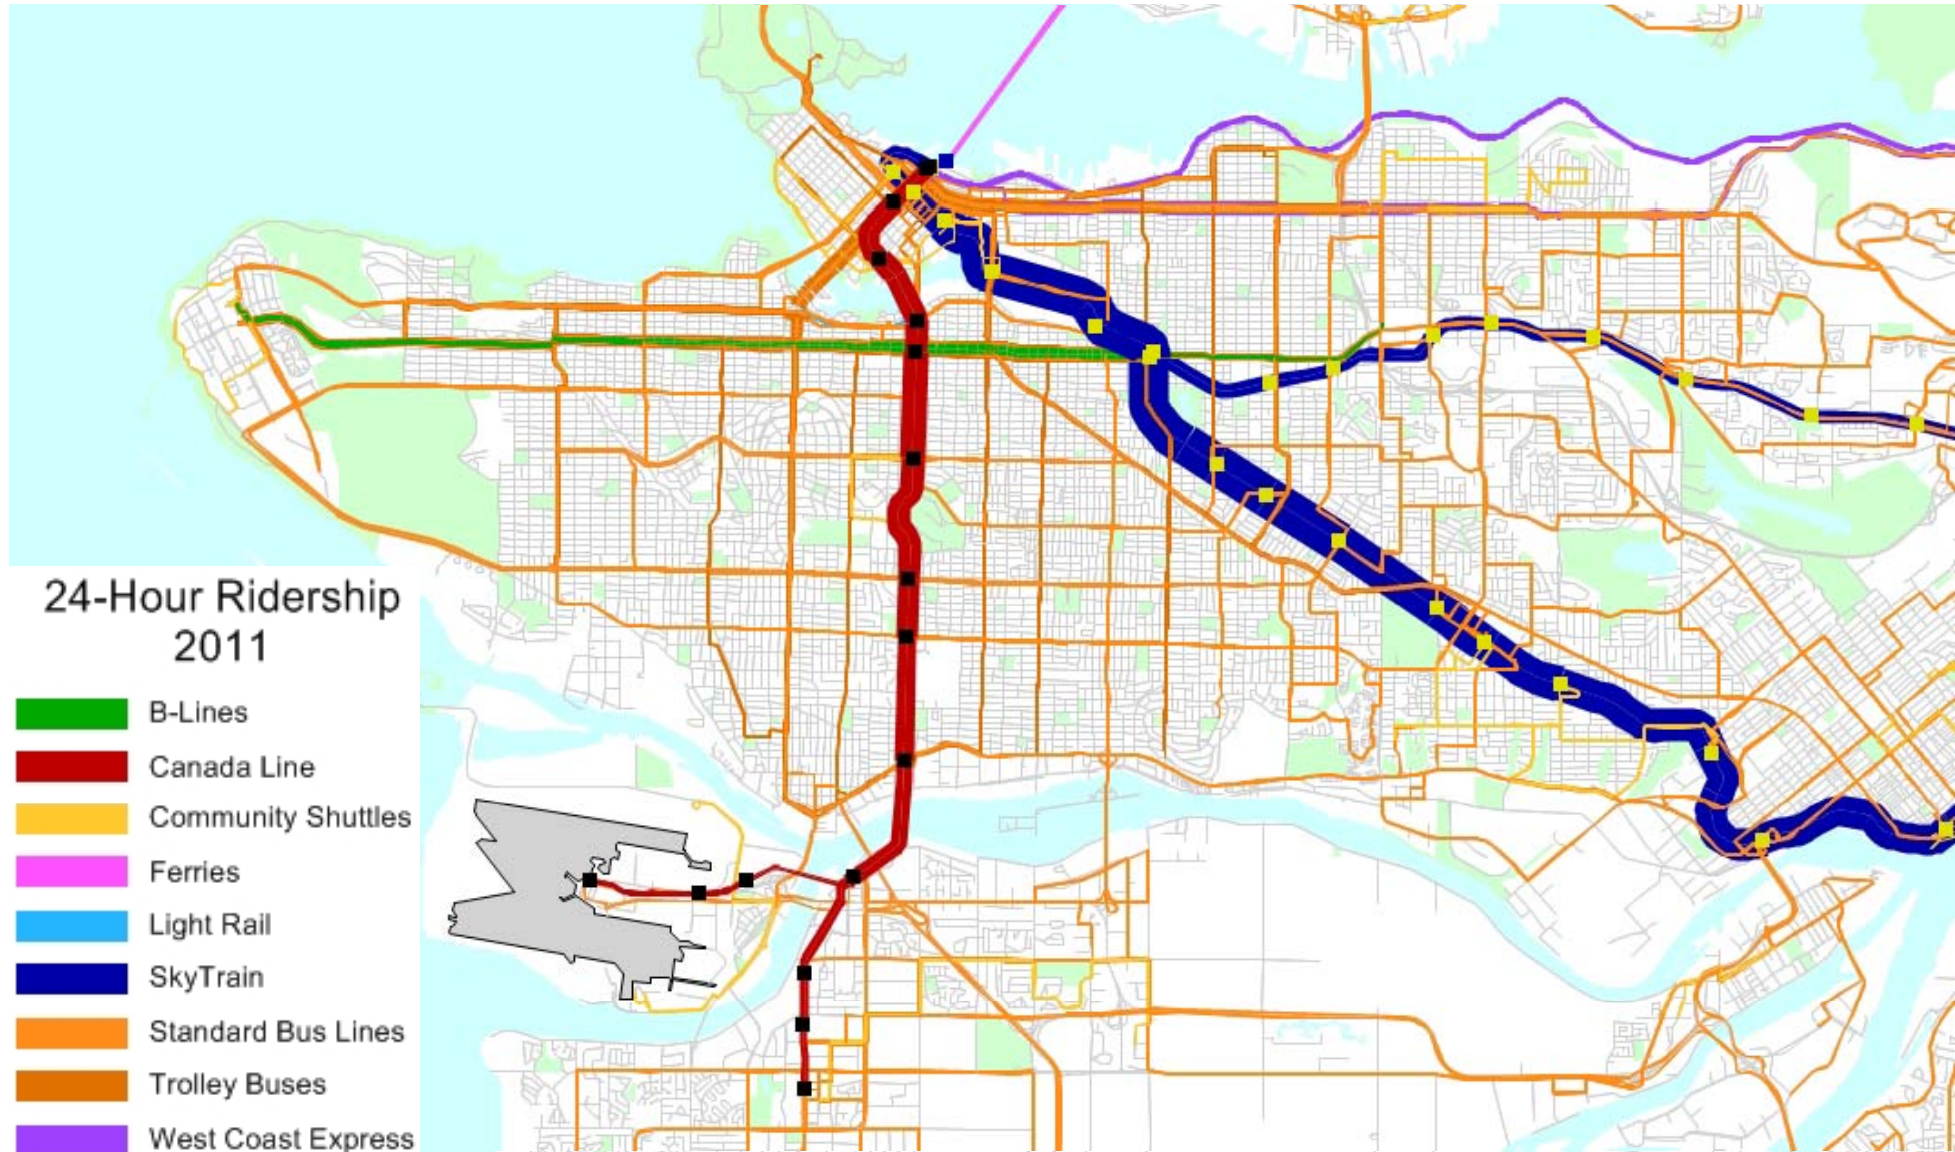 24-Hour Ridership
2011
B-Lines
Canada Line
Community Shuttles
Ferries
Light Rail
SkyTrain
Standard Bus Lines
Trolley Buses
West Coast Express